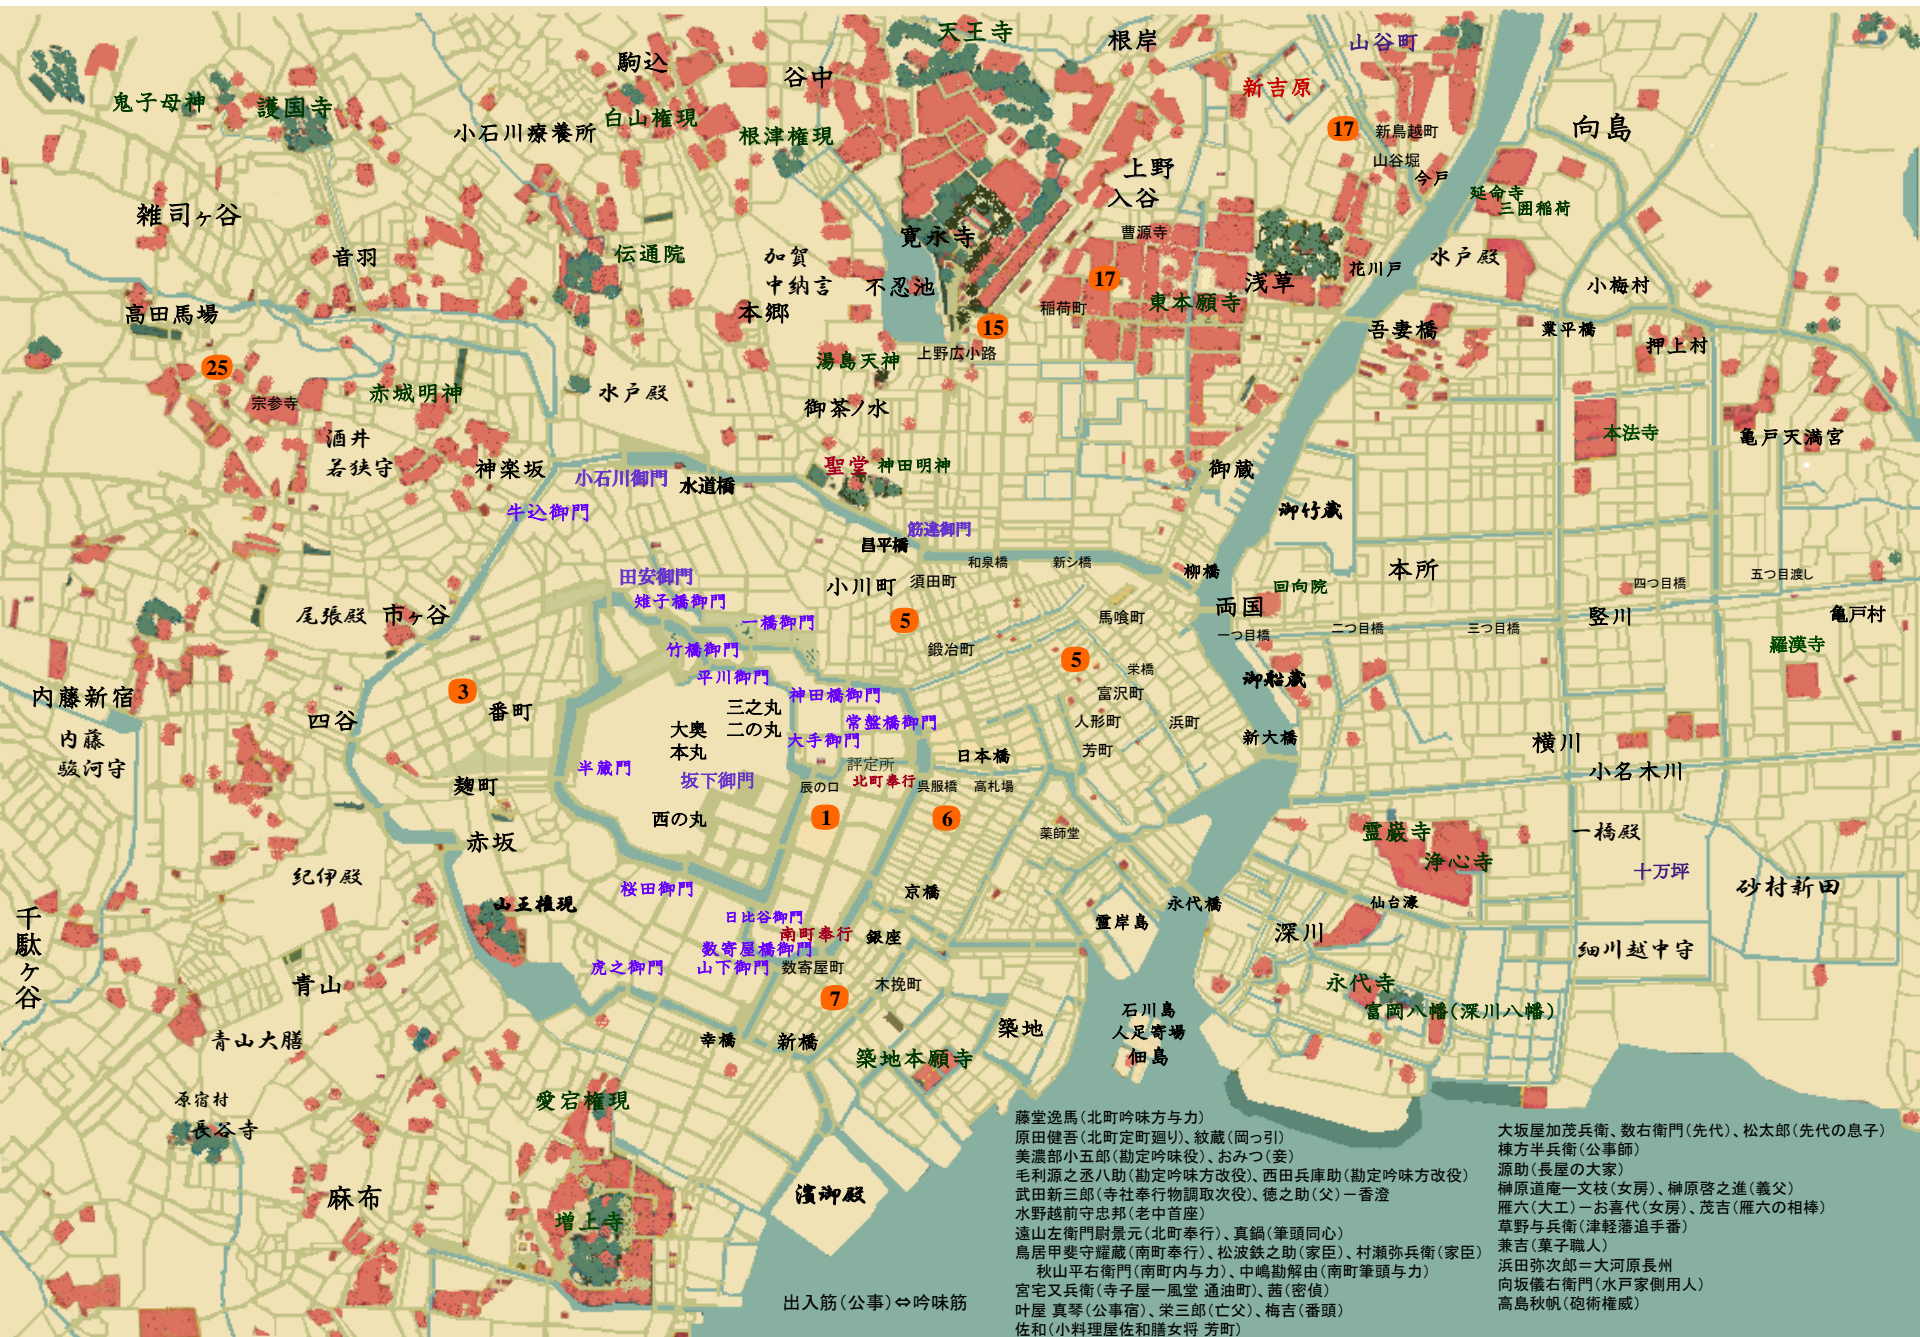 天王寺
根岸
山谷町
駒込
谷中
新吉原
鬼子母神
護国寺
小石川療養所
白山権現
根津権現
17
新鳥越町
向島
山谷堀
今戸
上野
入谷
延命寺
三囲稲荷
雑司ヶ谷
音羽
伝通院
加賀
中納言
本郷
寛永寺
不忍池
曹源寺
17
稲荷町
東本願寺
浅草
花川戸
水戸殿
小梅村
高田馬場
25
宗参寺
赤城明神
水戸殿
湯島天神
15
上野広小路
吾妻橋
業平橋
押上村
御茶ノ水
酒井
若狭守
神楽坂
小石川御門
水道橋
聖堂
神田明神
御蔵
本法寺
亀戸天満宮
牛込御門
筋違御門
昌平橋
御竹蔵
和泉橋
新シ橋
柳橋
本所
田安御門
雉子橋御門
小川町
須田町
回向院
四つ目橋
五つ目渡し
尾張殿
市ヶ谷
一橋御門
5
馬喰町
両国
一つ目橋
二つ目橋
三つ目橋
竪川
亀戸村
竹橋御門
鍛冶町
5
栄橋
羅漢寺
平川御門
御船蔵
内藤新宿
3
番町
神田橋御門
富沢町
四谷
三之丸
二の丸
大奥
本丸
常盤橋御門
大手御門
人形町
浜町
芳町
新大橋
横川
内藤
駿河守
半蔵門
坂下御門
評定所
北町奉行
日本橋
呉服橋
高札場
辰の口
小名木川
麹町
西の丸
1
6
薬師堂
赤坂
霊巌寺
浄心寺
一橋殿
十万坪
砂村新田
紀伊殿
桜田御門
京橋
永代橋
仙台濠
山王権現
日比谷御門
南町奉行
銀座
霊岸島
深川
千駄ヶ谷
数寄屋橋御門
細川越中守
虎之御門
山下御門
数寄屋町
青山
7
木挽町
永代寺
富岡八幡(深川八幡)
石川島
人足寄場
佃島
青山大膳
幸橋
新橋
築地
築地本願寺
原宿村
長谷寺
愛宕権現
麻布
増上寺
濱御殿
藤堂逸馬(北町吟味方与力)
原田健吾(北町定町廻り)、紋蔵(岡っ引)
美濃部小五郎(勘定吟味役)、おみつ(妾)
毛利源之丞八助(勘定吟味方改役)、西田兵庫助(勘定吟味方改役)
武田新三郎(寺社奉行物調取次役)、徳之助(父)－香澄
水野越前守忠邦(老中首座)
遠山左衛門尉景元(北町奉行)、真鍋(筆頭同心)
鳥居甲斐守耀蔵(南町奉行)、松波鉄之助(家臣)、村瀬弥兵衛(家臣)
秋山平右衛門(南町内与力)、中嶋勘解由(南町筆頭与力)
宮宅又兵衛(寺子屋一風堂 通油町)、茜(密偵)
叶屋 真琴(公事宿)、栄三郎(亡父)、梅吉(番頭)
佐和(小料理屋佐和膳女将 芳町)
出入筋(公事)⇔吟味筋
大坂屋加茂兵衛、数右衛門(先代)、松太郎(先代の息子)
棟方半兵衛(公事師)
源助(長屋の大家)
榊原道庵－文枝(女房)、榊原啓之進(義父)
雁六(大工)－お喜代(女房)、茂吉(雁六の相棒)
草野与兵衛(津軽藩追手番)
兼吉(菓子職人)
浜田弥次郎＝大河原長州
向坂儀右衛門(水戸家側用人)
高島秋帆(砲術権威)